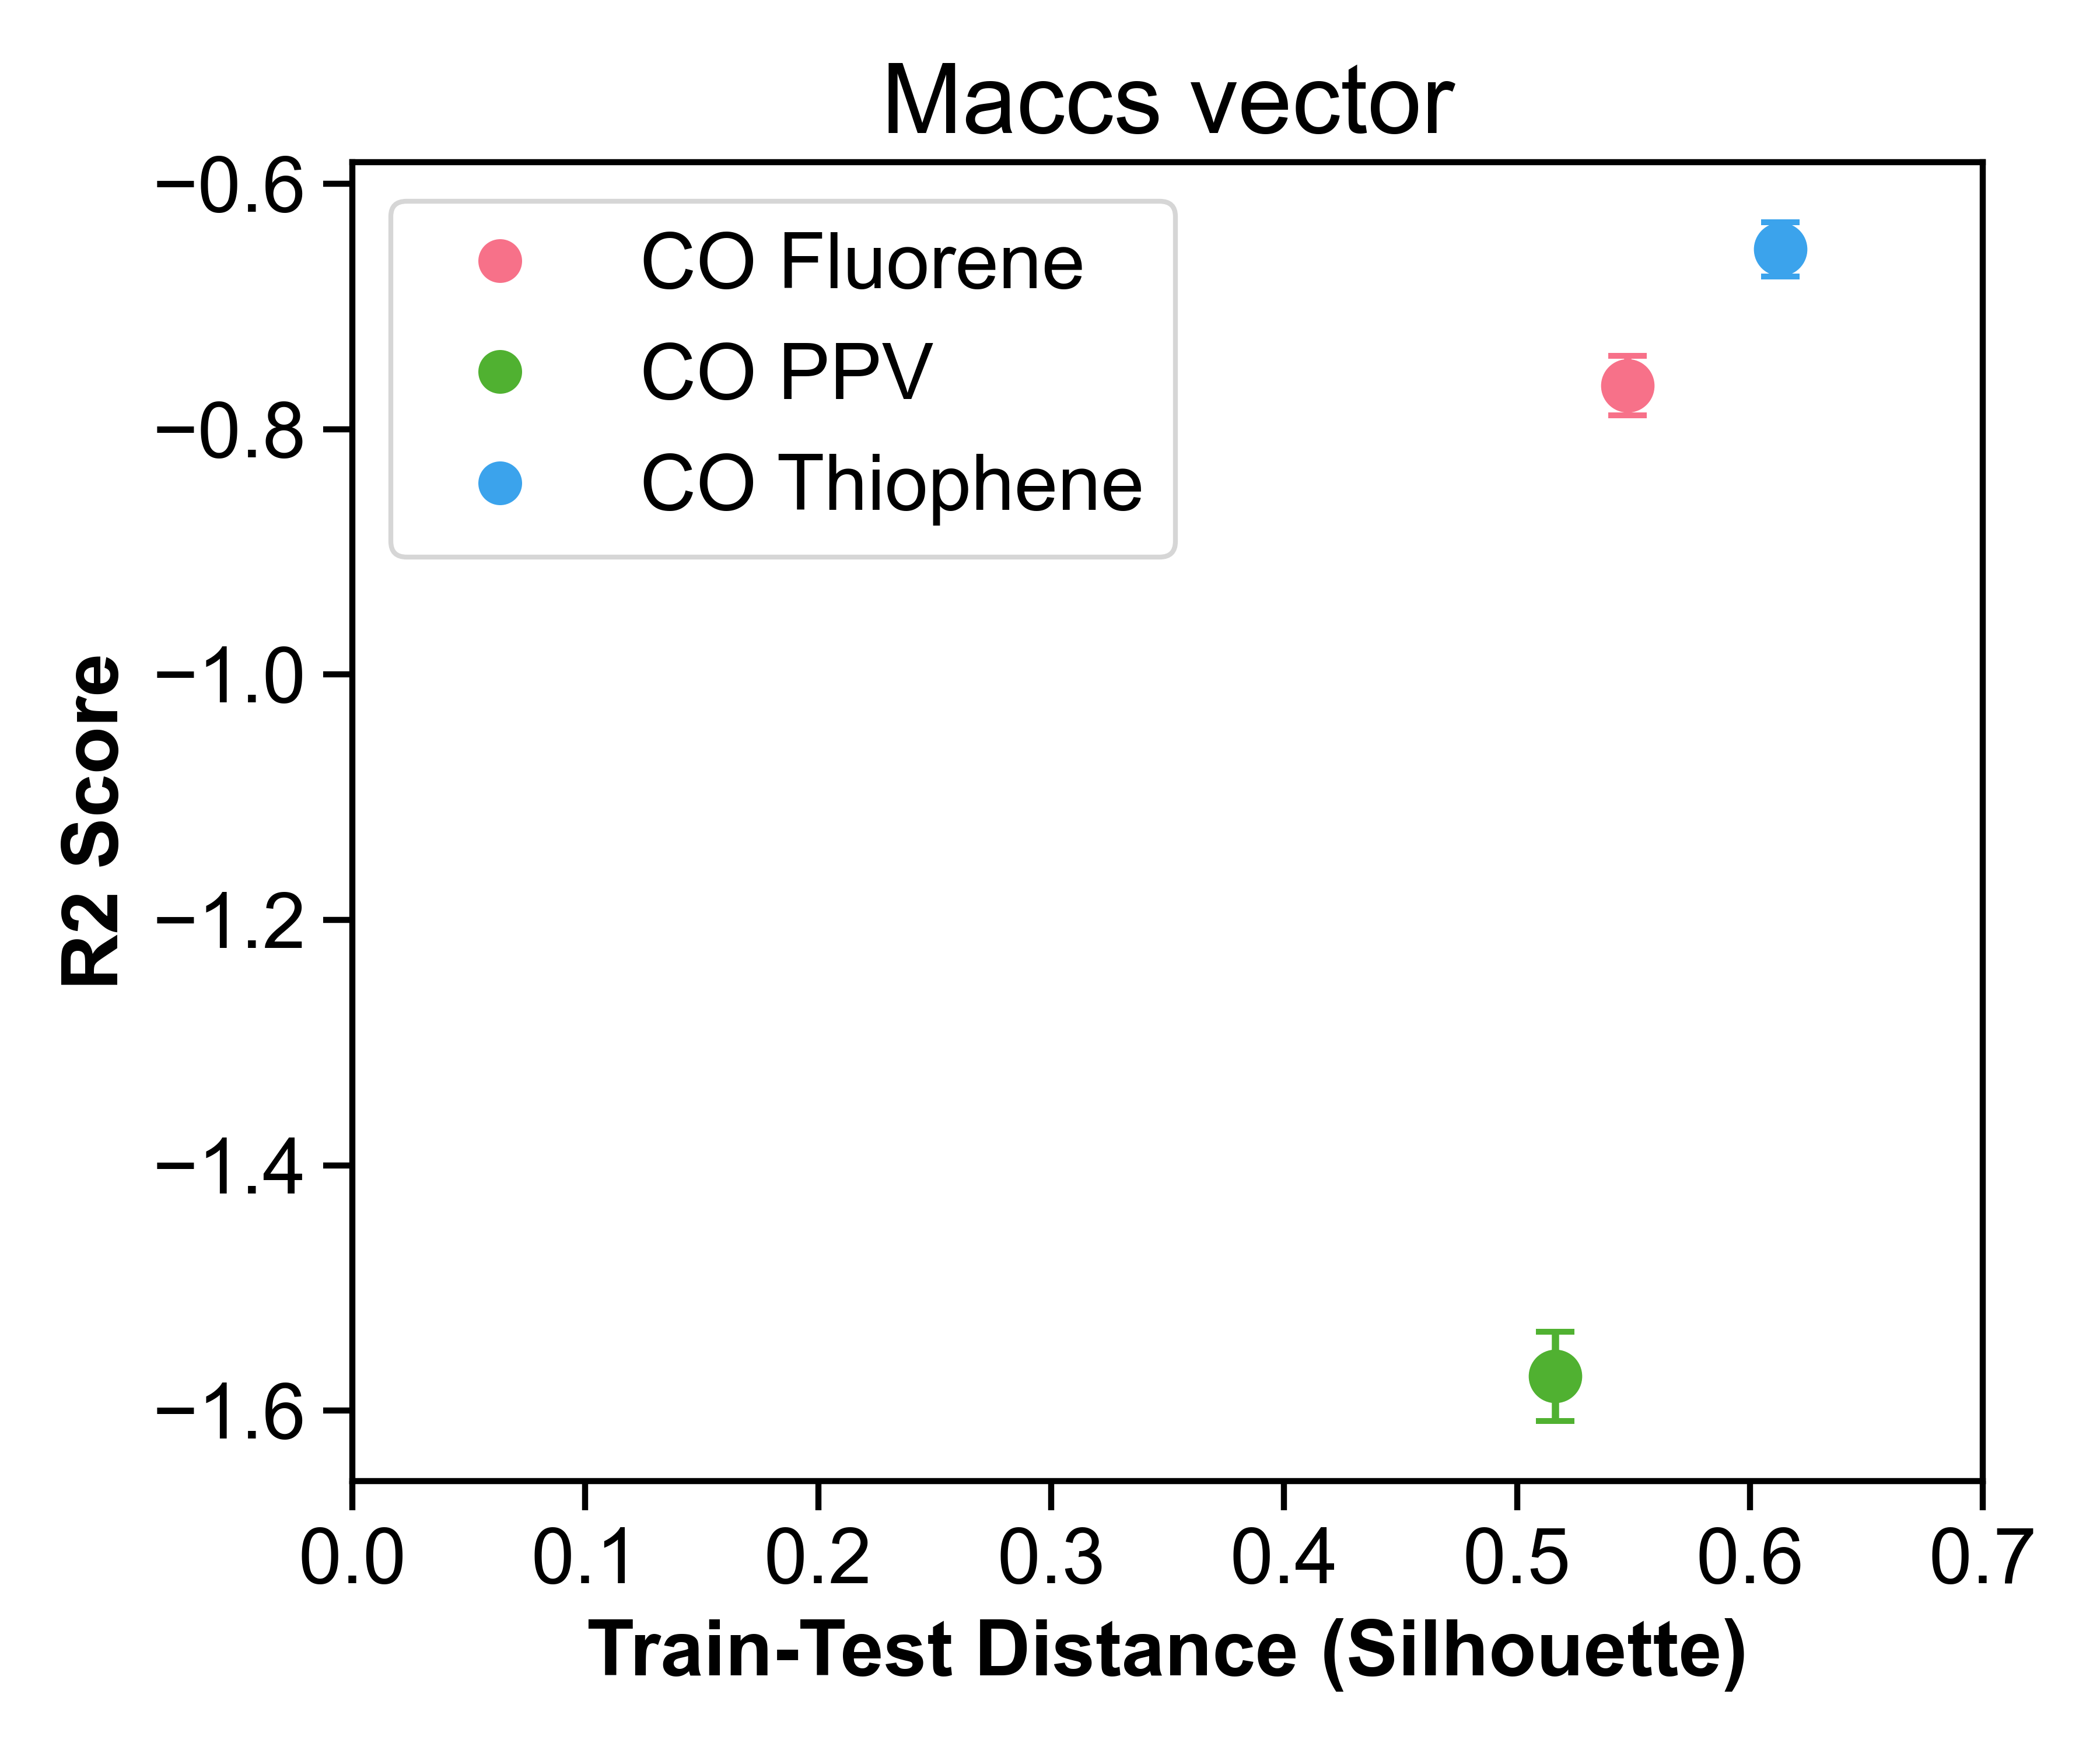 Maccs vector
−0.6
−0.8
−1.0
−1.2
−1.4
−1.6
R2 Score
CO Fluorene
CO PPV
CO Thiophene
0.0 0.1 0.2 0.3 0.4 0.5 0.6 0.7
Train-Test Distance (Silhouette)